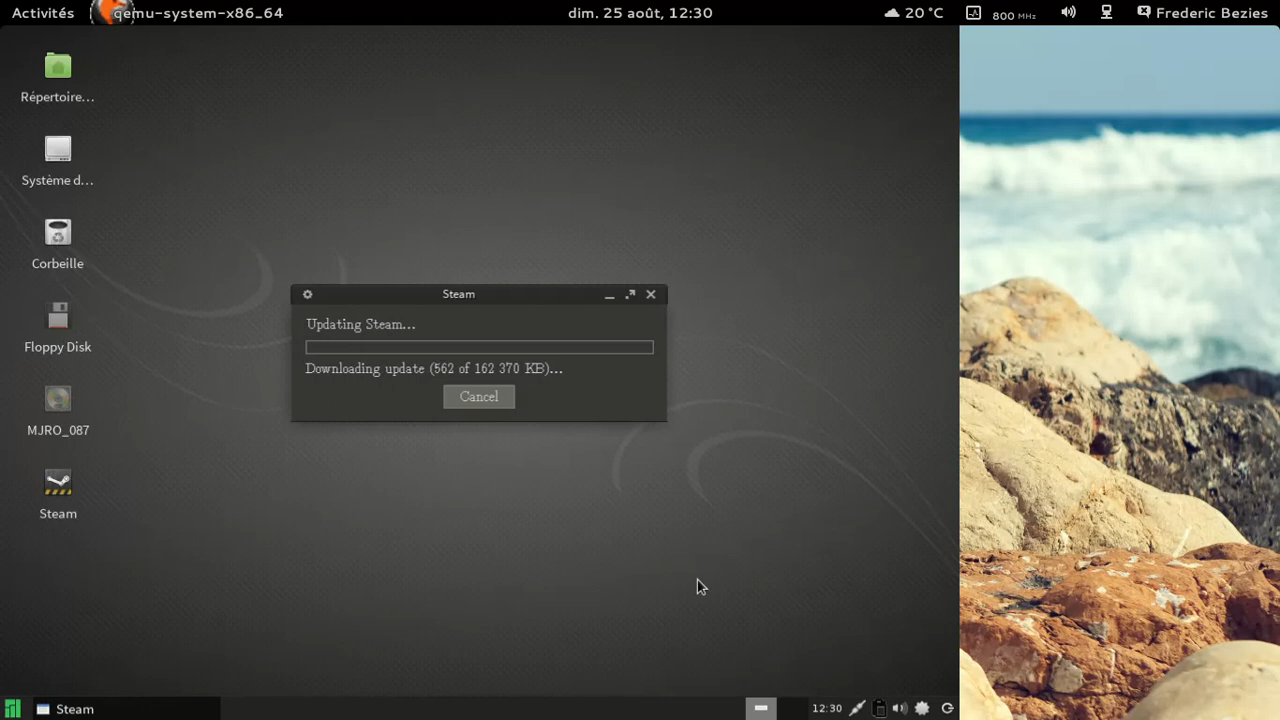 Activités qemu-system-x86_64 dim. 25 août, 12:30 20 °C 800 MHz Frederic Bezies
Répertoire…
Système d…
Corbeille
Floppy Disk
MJRO_087
Steam
Steam
Updating Steam...
Downloading update (562 of 162 370 KB)...
Cancel
Steam 12:30